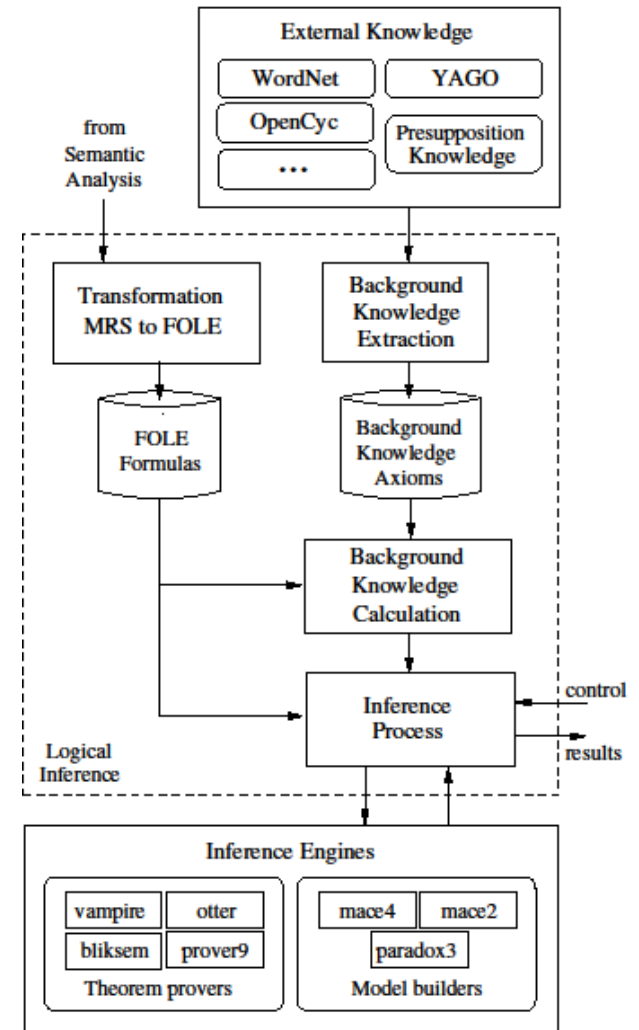 External Knowledge
WordNet
YAGO
OpenCyc
Presupposition
Knowledge
...
from
Semantic
Analysis
Transformation
MRS to FOLE
Background
Knowledge
Extraction
FOLE
Formulas
Background
Knowledge
Axioms
Background
Knowledge
Calculation
Inference
Process
control
results
Logical
Inference
Inference Engines
vampire
otter
bliksem
prover9
Theorem provers
mace4
mace2
paradox3
Model builders